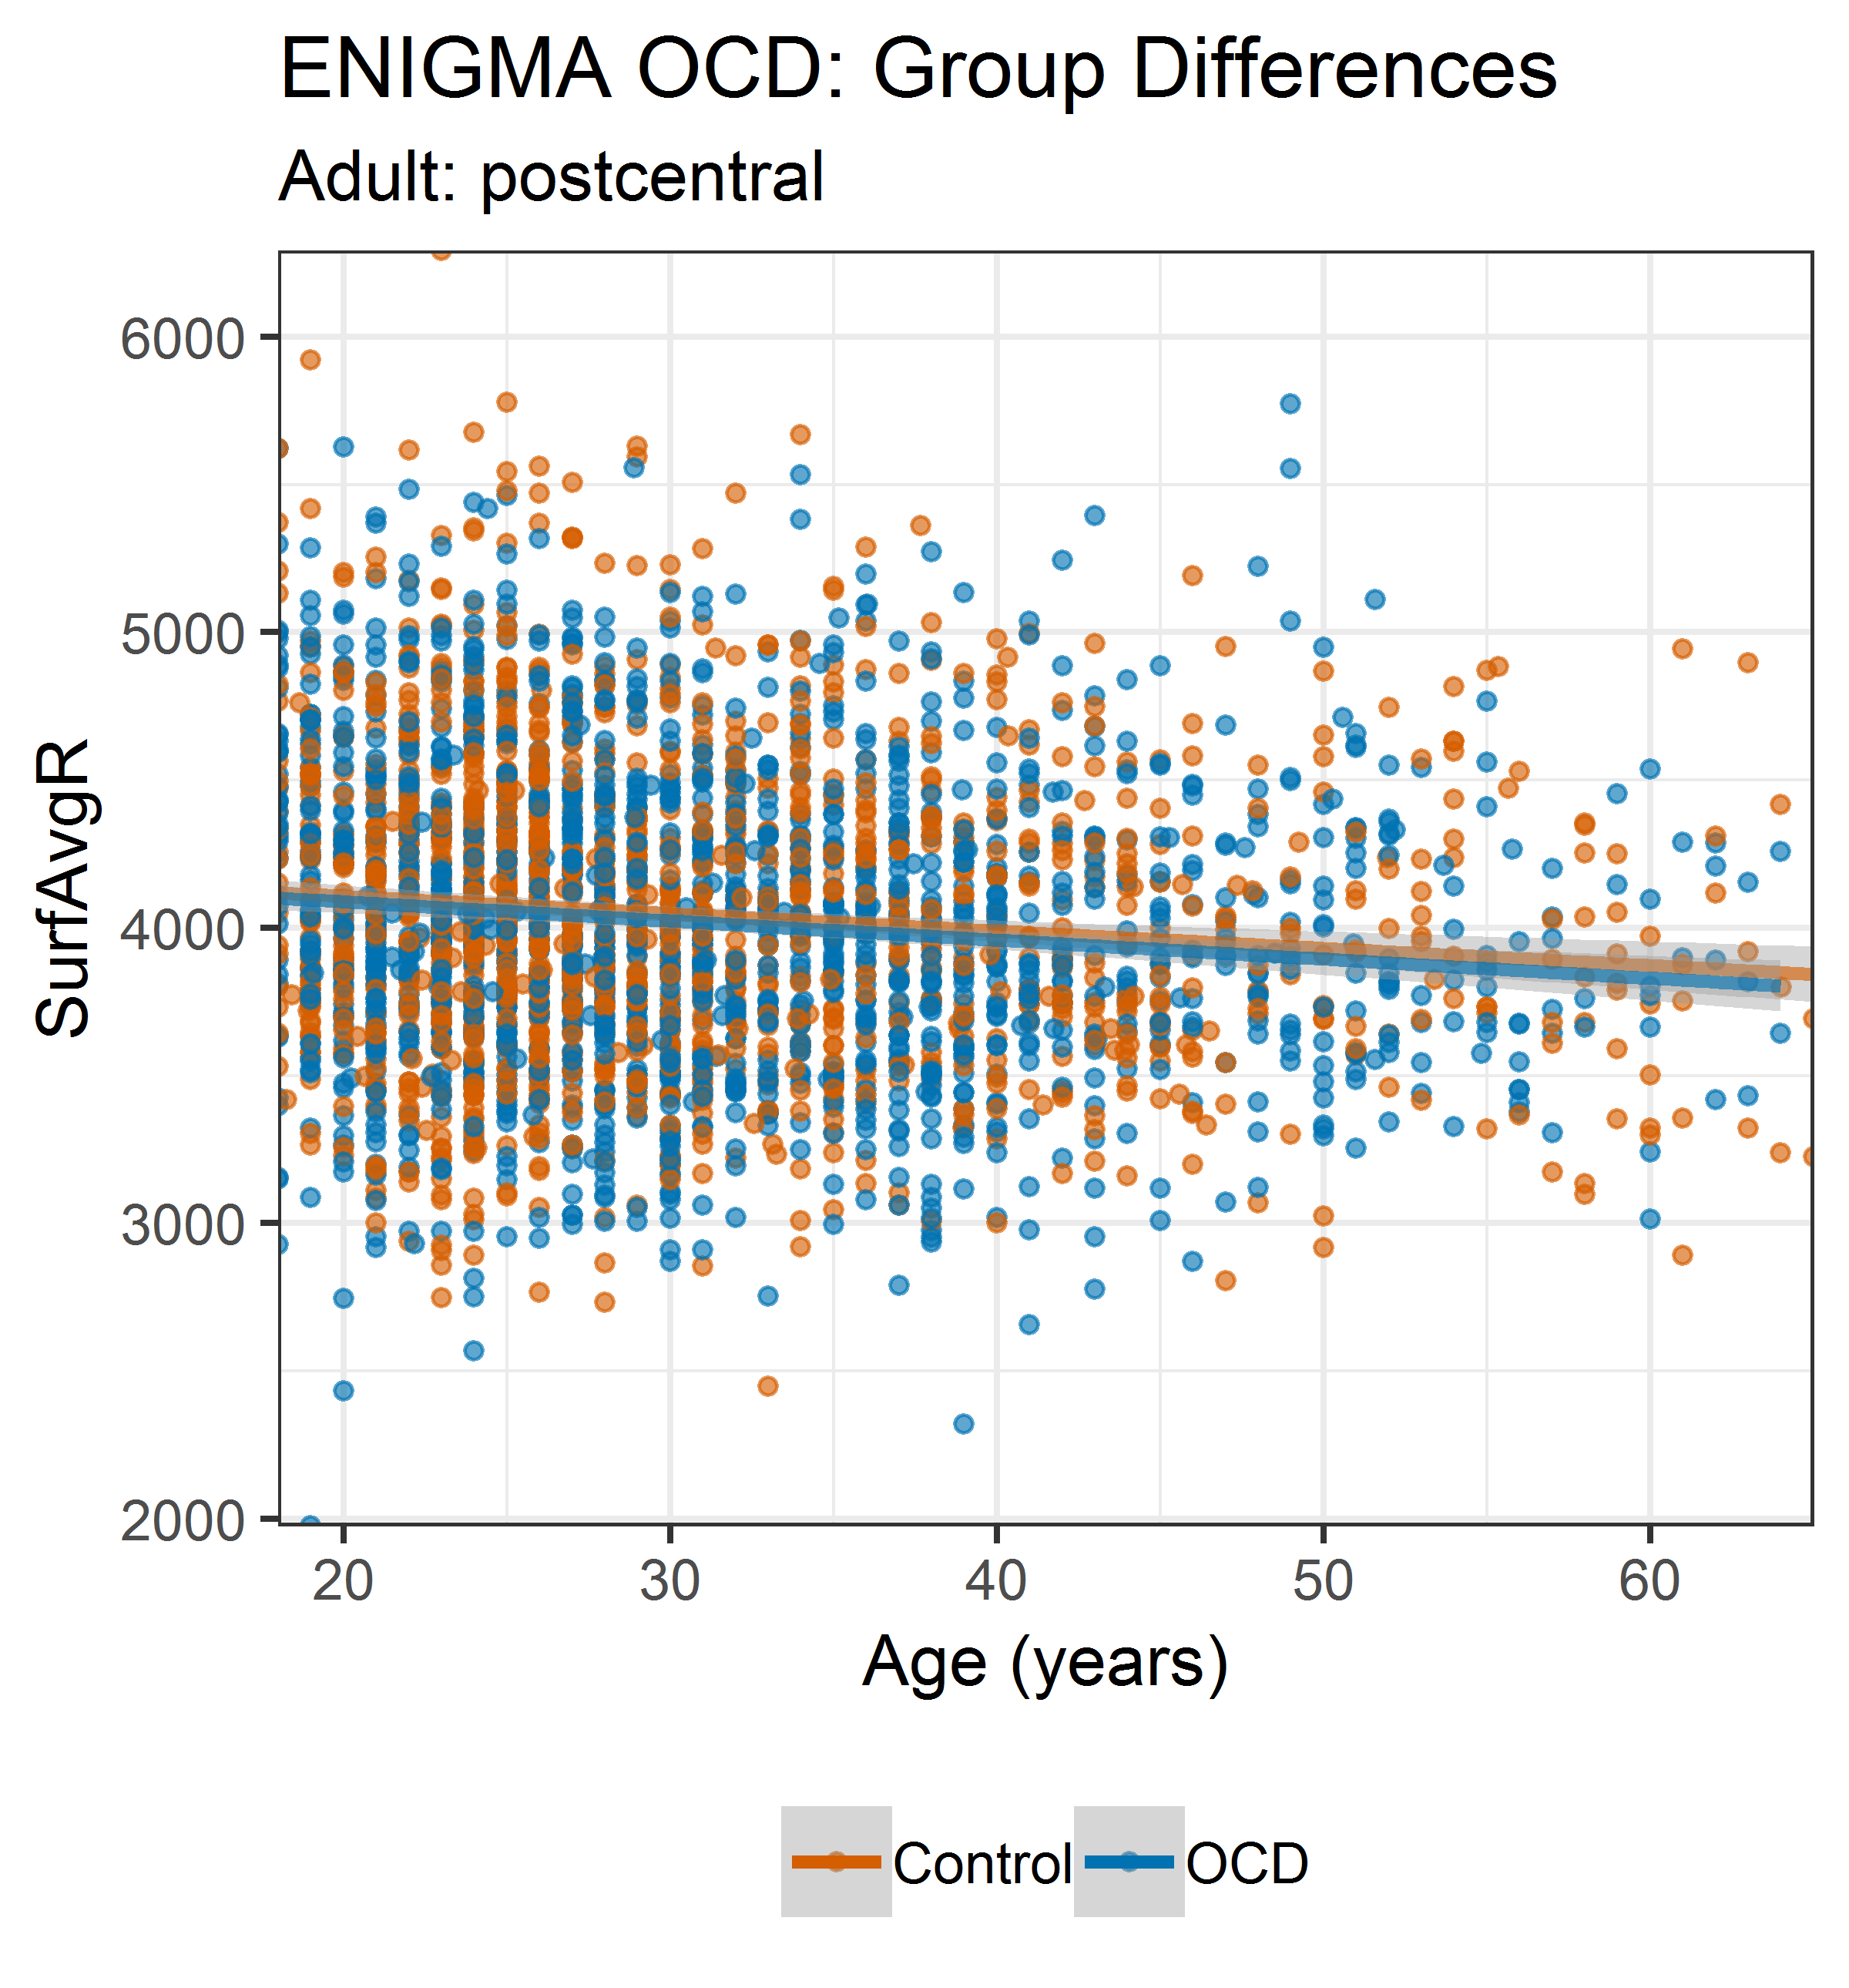 ENIGMA OCD: Group Differences
Adult: postcentral
SurfAvgR
6000
5000
4000
3000
2000
20 30 40 50 60
Age (years)
Control OCD